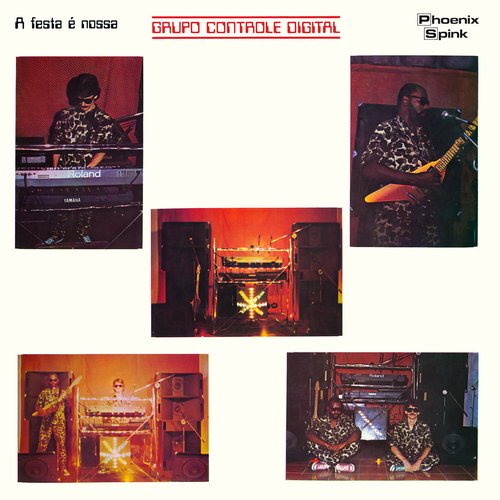 A festa é nossa
GRUPO CONTROLE DIGITAL
Phoenix
Spink
Roland
YAMAHA
Roland